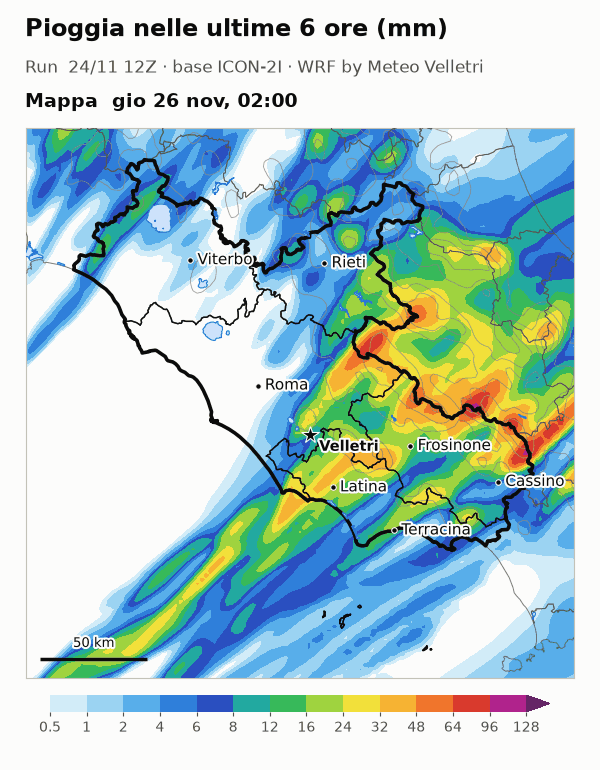 Pioggia nelle ultime 6 ore (mm)
Run  24/11 12Z · base ICON-2I · WRF by Meteo Velletri
Mappa  gio 26 nov, 02:00
Viterbo
Rieti
Roma
Velletri
Frosinone
Latina
Cassino
Terracina
50 km
0.5 1 2 4 6 8 12 16 24 32 48 64 96 128